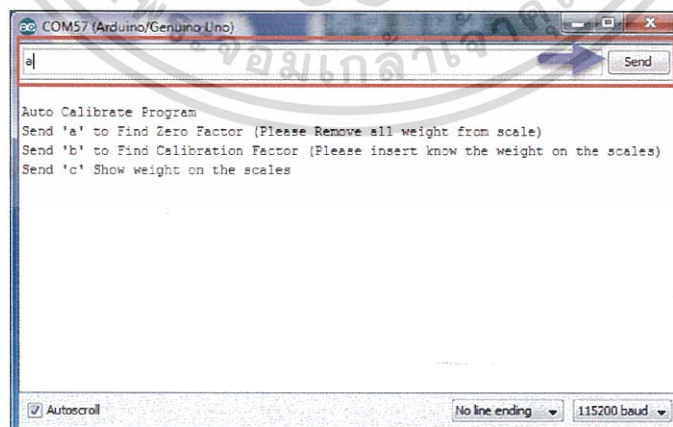 COM57 (Arduino/Genuino Uno)
a
Send
Auto Calibrate Program
Send 'a' to Find Zero Factor (Please Remove all weight from scale)
Send 'b' to Find Calibration Factor (Please insert know the weight on the scales)
Send 'c' Show weight on the scales
Autoscroll
No line ending
115200 baud